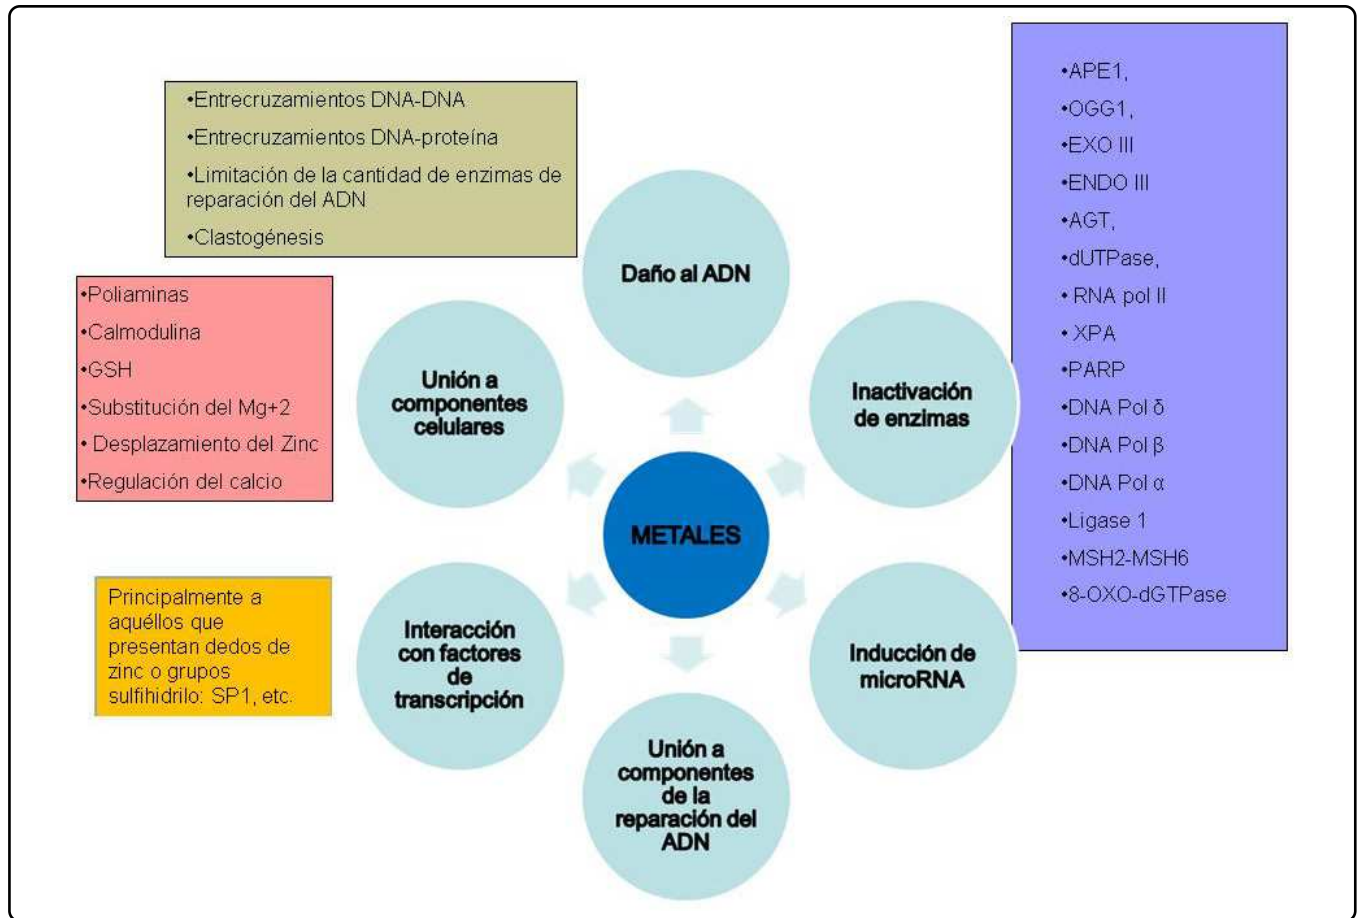 •Entrecruzamientos DNA-DNA
•Entrecruzamientos DNA-proteína
•Limitación de la cantidad de enzimas de
reparación del ADN
•Clastogénesis
•Poliaminas
•Calmodulina
•GSH
•Substitución del Mg+2
• Desplazamiento del Zinc
•Regulación del calcio
Principalmente a
aquéllos que
presentan dedos de
zinc o grupos
sulfihidrilo: SP1, etc.
Daño al ADN
Unión a
componentes
celulares
Inactivación
de enzimas
METALES
Interacción
con factores
de
transcripción
Inducción de
microRNA
Unión a
componentes
de la
reparación del
ADN
•APE1,
•OGG1,
•EXO III
•ENDO III
•AGT,
•dUTPase,
• RNA pol II
• XPA
•PARP
•DNA Pol δ
•DNA Pol β
•DNA Pol α
•Ligase 1
•MSH2-MSH6
•8-OXO-dGTPase